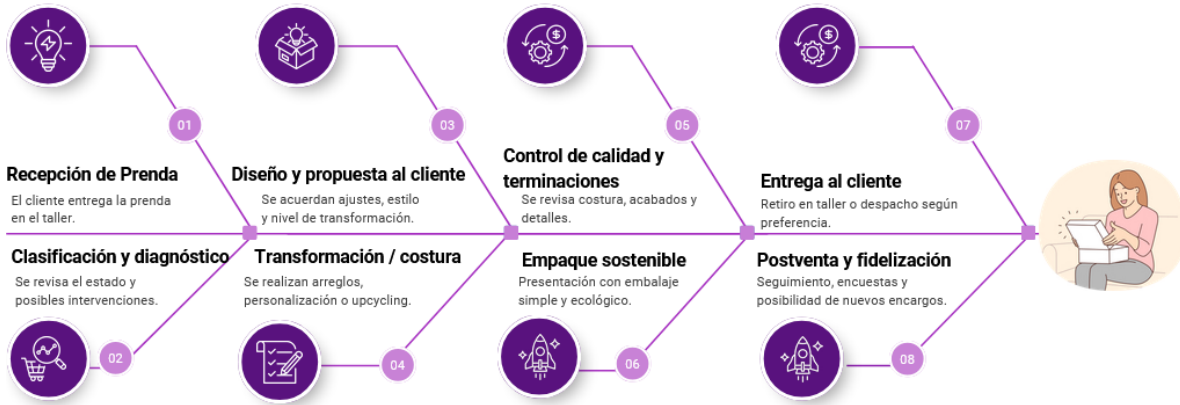 01
Recepción de Prenda
El cliente entrega la prenda
en el taller.
Clasificación y diagnóstico
Se revisa el estado y
posibles intervenciones.
02
03
Diseño y propuesta al cliente
Se acuerdan ajustes, estilo
y nivel de transformación.
Transformación / costura
Se realizan arreglos,
personalización o upcycling.
04
05
Control de calidad y
terminaciones
Se revisa costura, acabados y
detalles.
Empaque sostenible
Presentación con embalaje
simple y ecológico.
06
07
Entrega al cliente
Retiro en taller o despacho según
preferencia.
Postventa y fidelización
Seguimiento, encuestas y
posibilidad de nuevos encargos.
08